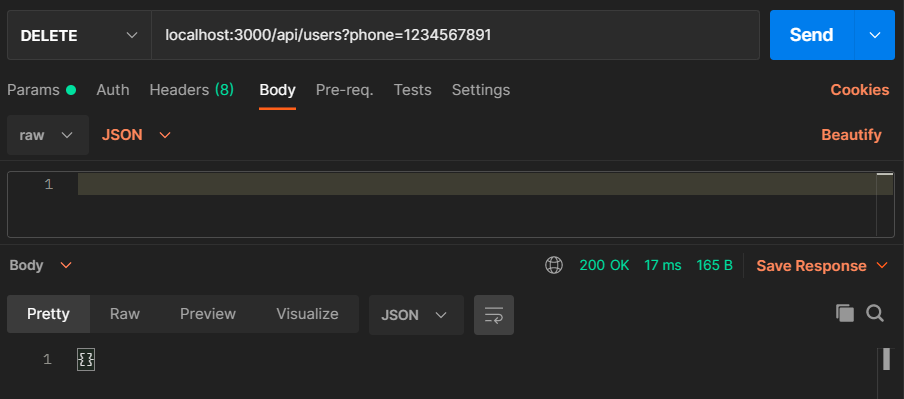 DELETE localhost:3000/api/users?phone=1234567891 Send
Params Auth Headers (8) Body Pre-req. Tests Settings Cookies
raw JSON Beautify
1
Body 200 OK 17 ms 165 B Save Response
Pretty Raw Preview Visualize JSON
1 {}